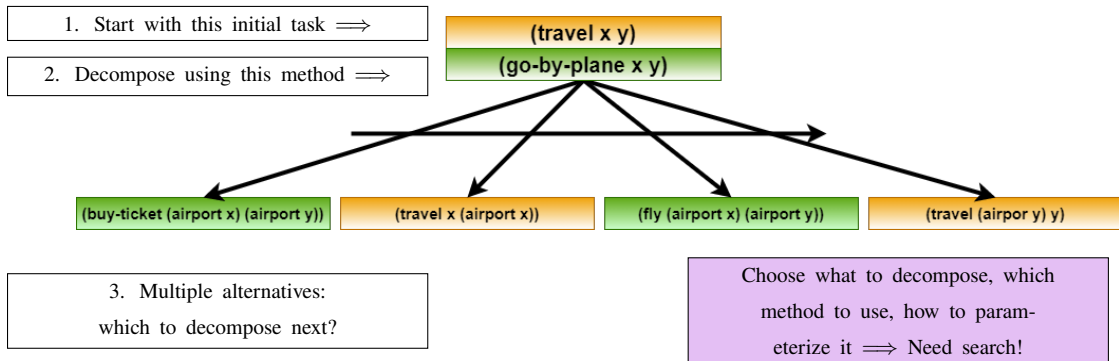 1. Start with this initial task ⟹
(travel x y)
2. Decompose using this method ⟹
(go-by-plane x y)
(buy-ticket (airport x) (airport y))
(travel x (airport x))
(fly (airport x) (airport y))
(travel (airpor y) y)
3. Multiple alternatives:
which to decompose next?
Choose what to decompose, which
method to use, how to param-
eterize it ⟹ Need search!